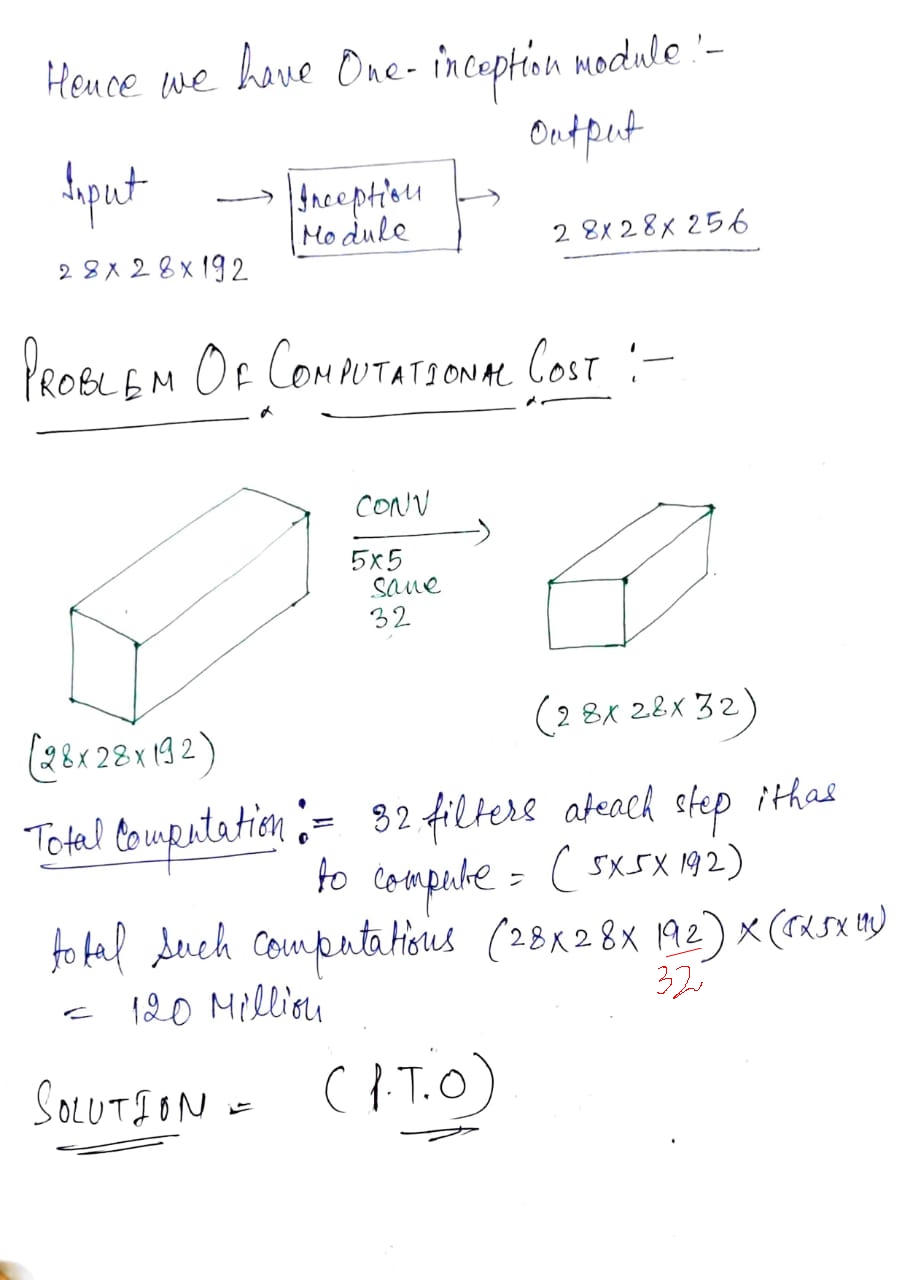 Hence we have One-inception module:-
Output
Input
Inception
Module
28x28x256
28x28x192
PROBLEM OF COMPUTATIONAL COST :-
CONV
5x5
Same
32
(28x28x32)
(28x28x192)
Total Computation := 32 filters at each step it has
to compute = (5x5x192)
total such computations (28x28x192) x (5x5x192)
32
= 120 Million
SOLUTION = (P.T.O)